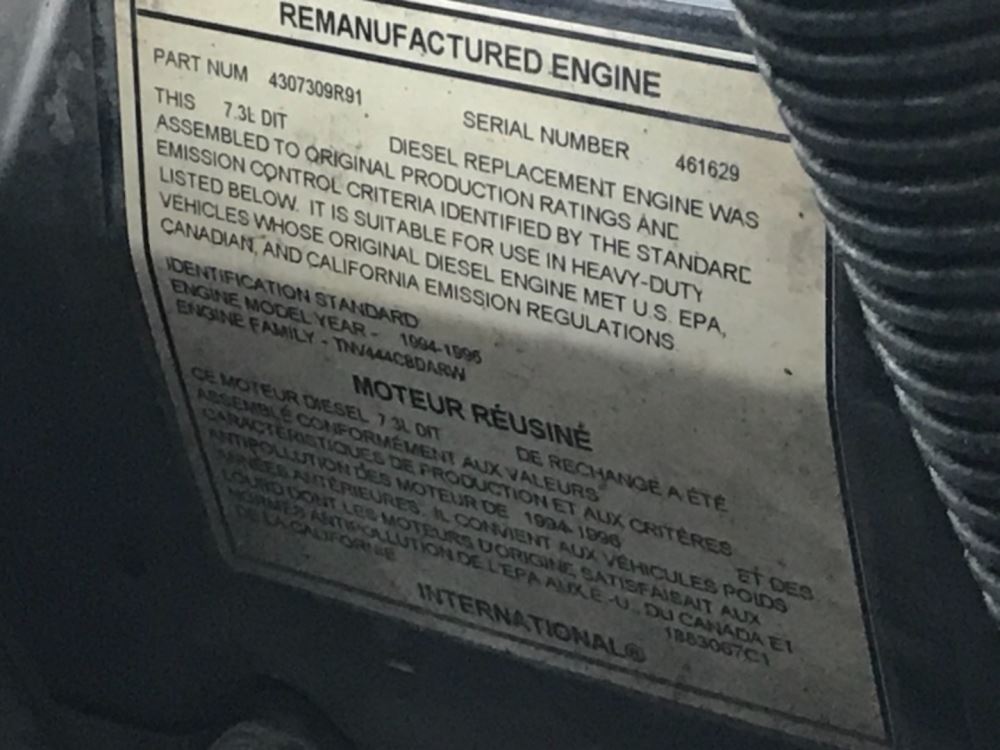 REMANUFACTURED ENGINE
PART NUM 4307309R91 SERIAL NUMBER 461629
THIS 7.3L DIT DIESEL REPLACEMENT ENGINE WAS
ASSEMBLED TO ORIGINAL PRODUCTION RATINGS AND
EMISSION CONTROL CRITERIA IDENTIFIED BY THE STANDARD
LISTED BELOW. IT IS SUITABLE FOR USE IN HEAVY-DUTY
VEHICLES WHOSE ORIGINAL DIESEL ENGINE MET U.S. EPA,
CANADIAN, AND CALIFORNIA EMISSION REGULATIONS.
IDENTIFICATION STANDARD
ENGINE MODEL YEAR - 1994-1996
ENGINE FAMILY - TNV444C8DARW
MOTEUR RÉUSINÉ
CE MOTEUR DIESEL 7.3L DIT DE RECHANGE A ÉTÉ
ASSEMBLÉ CONFORMÉMENT AUX VALEURS
CARACTÉRISTIQUES DE PRODUCTION ET AUX CRITÈRES
ANTIPOLLUTION DES MOTEUR DE 1994-1996 ET DES
ANNÉES ANTÉRIEURES. IL CONVIENT AUX VÉHICULES POIDS
LOURD DONT LES MOTEURS D'ORIGINE SATISFAISAIT AUX
NORMES ANTIPOLLUTION DE L'EPA AUX É.-U., DU CANADA ET
DE LA CALIFORNIE 1883067C1
INTERNATIONAL®